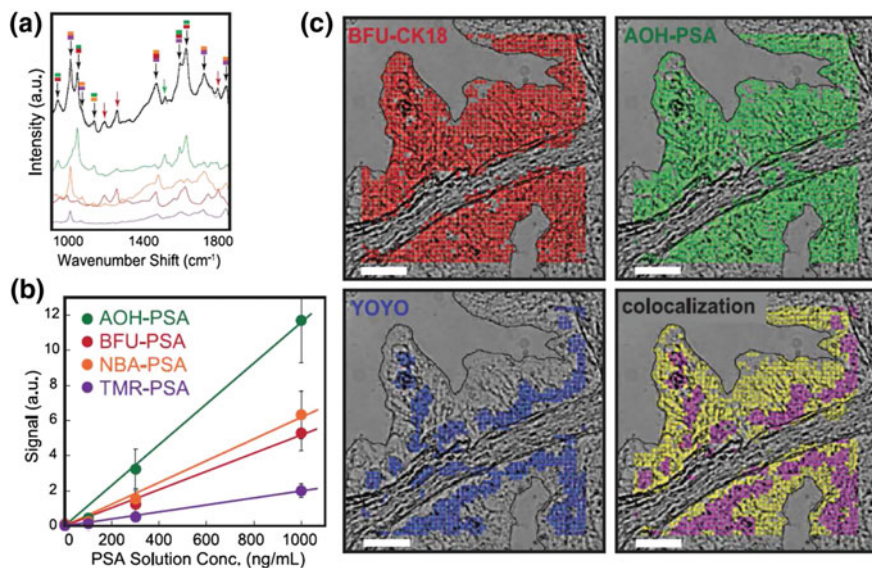 (a)
Intensity (a.u.)
1000 1400 1800
Wavenumber Shift (cm⁻¹)
(b)
12
10
8
6
4
2
0
Signal (a.u.)
AOH-PSA
BFU-PSA
NBA-PSA
TMR-PSA
0 200 400 600 800 1000
PSA Solution Conc. (ng/mL)
(c)
BFU-CK18
AOH-PSA
YOYO
colocalization